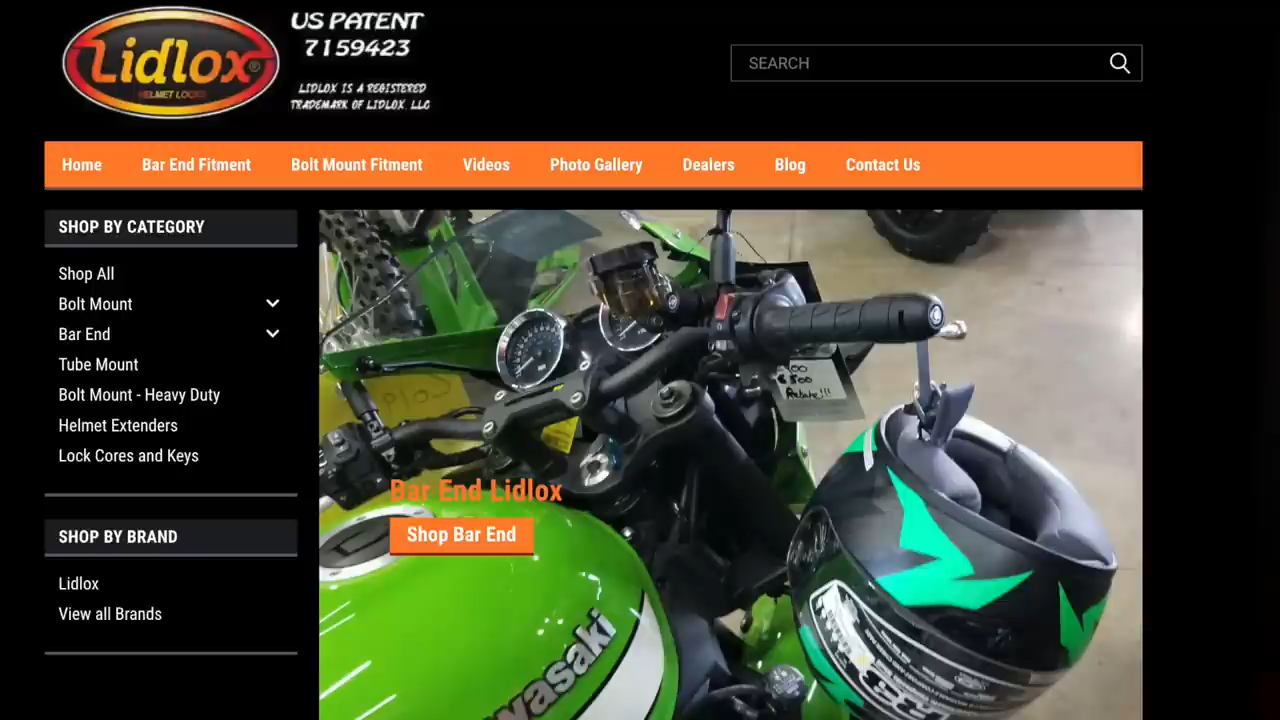 Lidlox®
HELMET LOCKS
US PATENT
7159423
LIDLOX IS A REGISTERED
TRADEMARK OF LIDLOX, LLC
SEARCH
Home
Bar End Fitment
Bolt Mount Fitment
Videos
Photo Gallery
Dealers
Blog
Contact Us
SHOP BY CATEGORY
Shop All
Bolt Mount
Bar End
Tube Mount
Bolt Mount - Heavy Duty
Helmet Extenders
Lock Cores and Keys
SHOP BY BRAND
Lidlox
View all Brands
Rebate!!!
Bar End Lidlox
Shop Bar End
wasaki